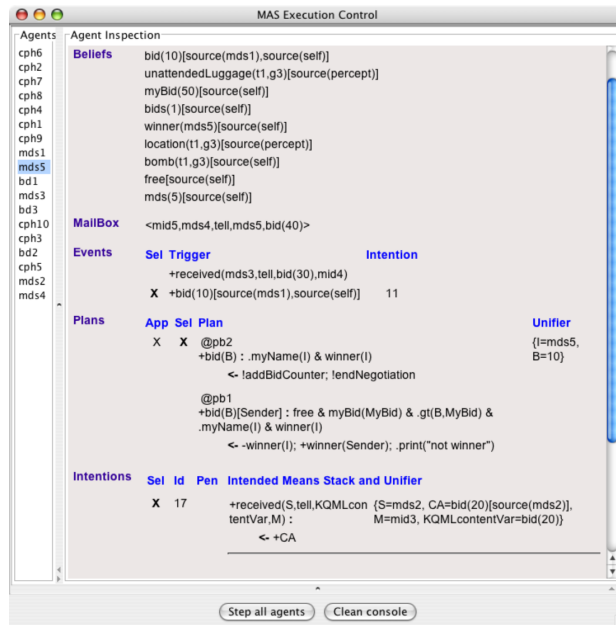 MAS Execution Control
Agents
Agent Inspection
cph6
cph2
cph7
cph8
cph4
cph1
cph9
mds1
mds5
bd1
mds3
bd3
cph10
cph3
bd2
cph5
mds2
mds4
Beliefs
bid(10)[source(mds1),source(self)]
unattendedLuggage(t1,g3)[source(percept)]
myBid(50)[source(self)]
bids(1)[source(self)]
winner(mds5)[source(self)]
location(t1,g3)[source(percept)]
bomb(t1,g3)[source(self)]
free[source(self)]
mds(5)[source(self)]
MailBox
<mid5,mds4,tell,mds5,bid(40)>
Events
Sel Trigger Intention
+received(mds3,tell,bid(30),mid4)
X +bid(10)[source(mds1),source(self)] 11
Plans
App Sel Plan Unifier
X X @pb2 {I=mds5,
+bid(B) : .myName(I) & winner(I) B=10}
<- !addBidCounter; !endNegotiation
@pb1
+bid(B)[Sender] : free & myBid(MyBid) & .gt(B,MyBid) &
.myName(I) & winner(I)
<- -winner(I); +winner(Sender); .print("not winner")
Intentions
Sel Id Pen Intended Means Stack and Unifier
X 17 +received(S,tell,KQMLcon {S=mds2, CA=bid(20)[source(mds2)],
tentVar,M) : M=mid3, KQMLcontentVar=bid(20)}
<- +CA
Step all agents
Clean console